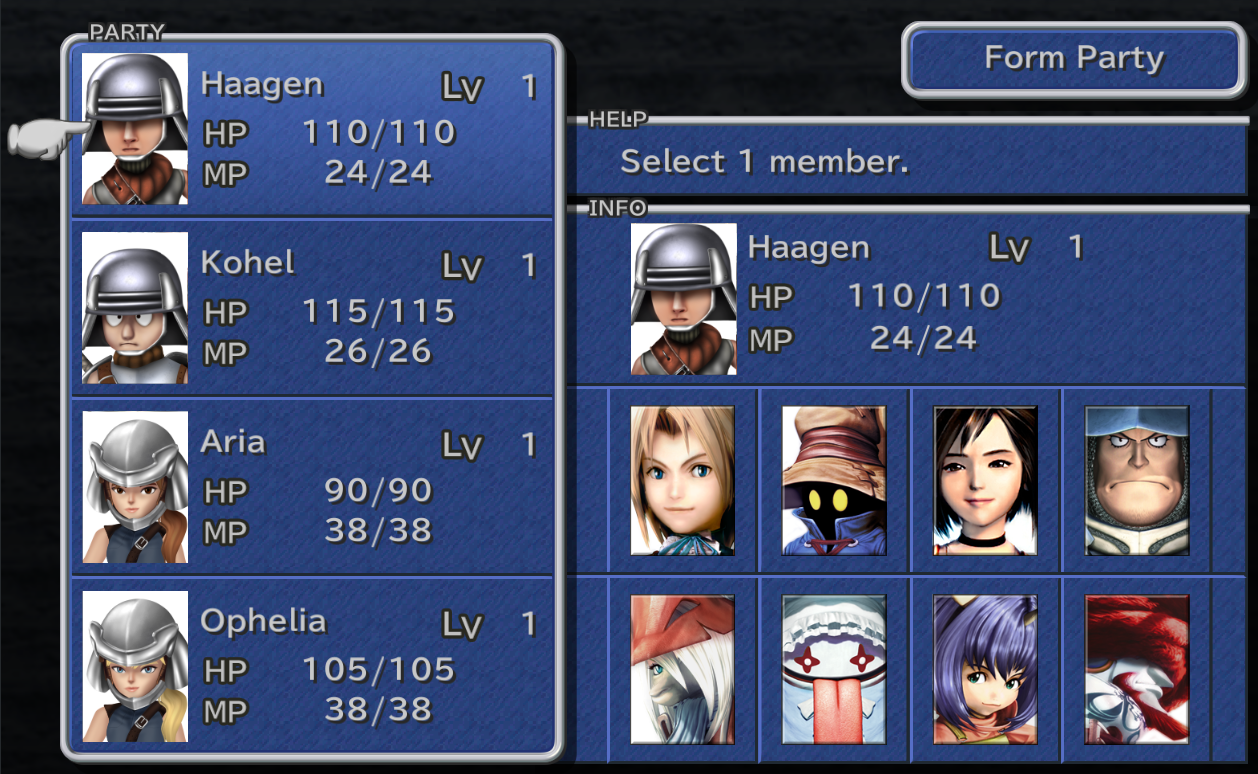 PARTY
Haagen Lv 1
HP 110/110
MP 24/24
Kohel Lv 1
HP 115/115
MP 26/26
Aria Lv 1
HP 90/90
MP 38/38
Ophelia Lv 1
HP 105/105
MP 38/38
Form Party
HELP
Select 1 member.
INFO
Haagen Lv 1
HP 110/110
MP 24/24